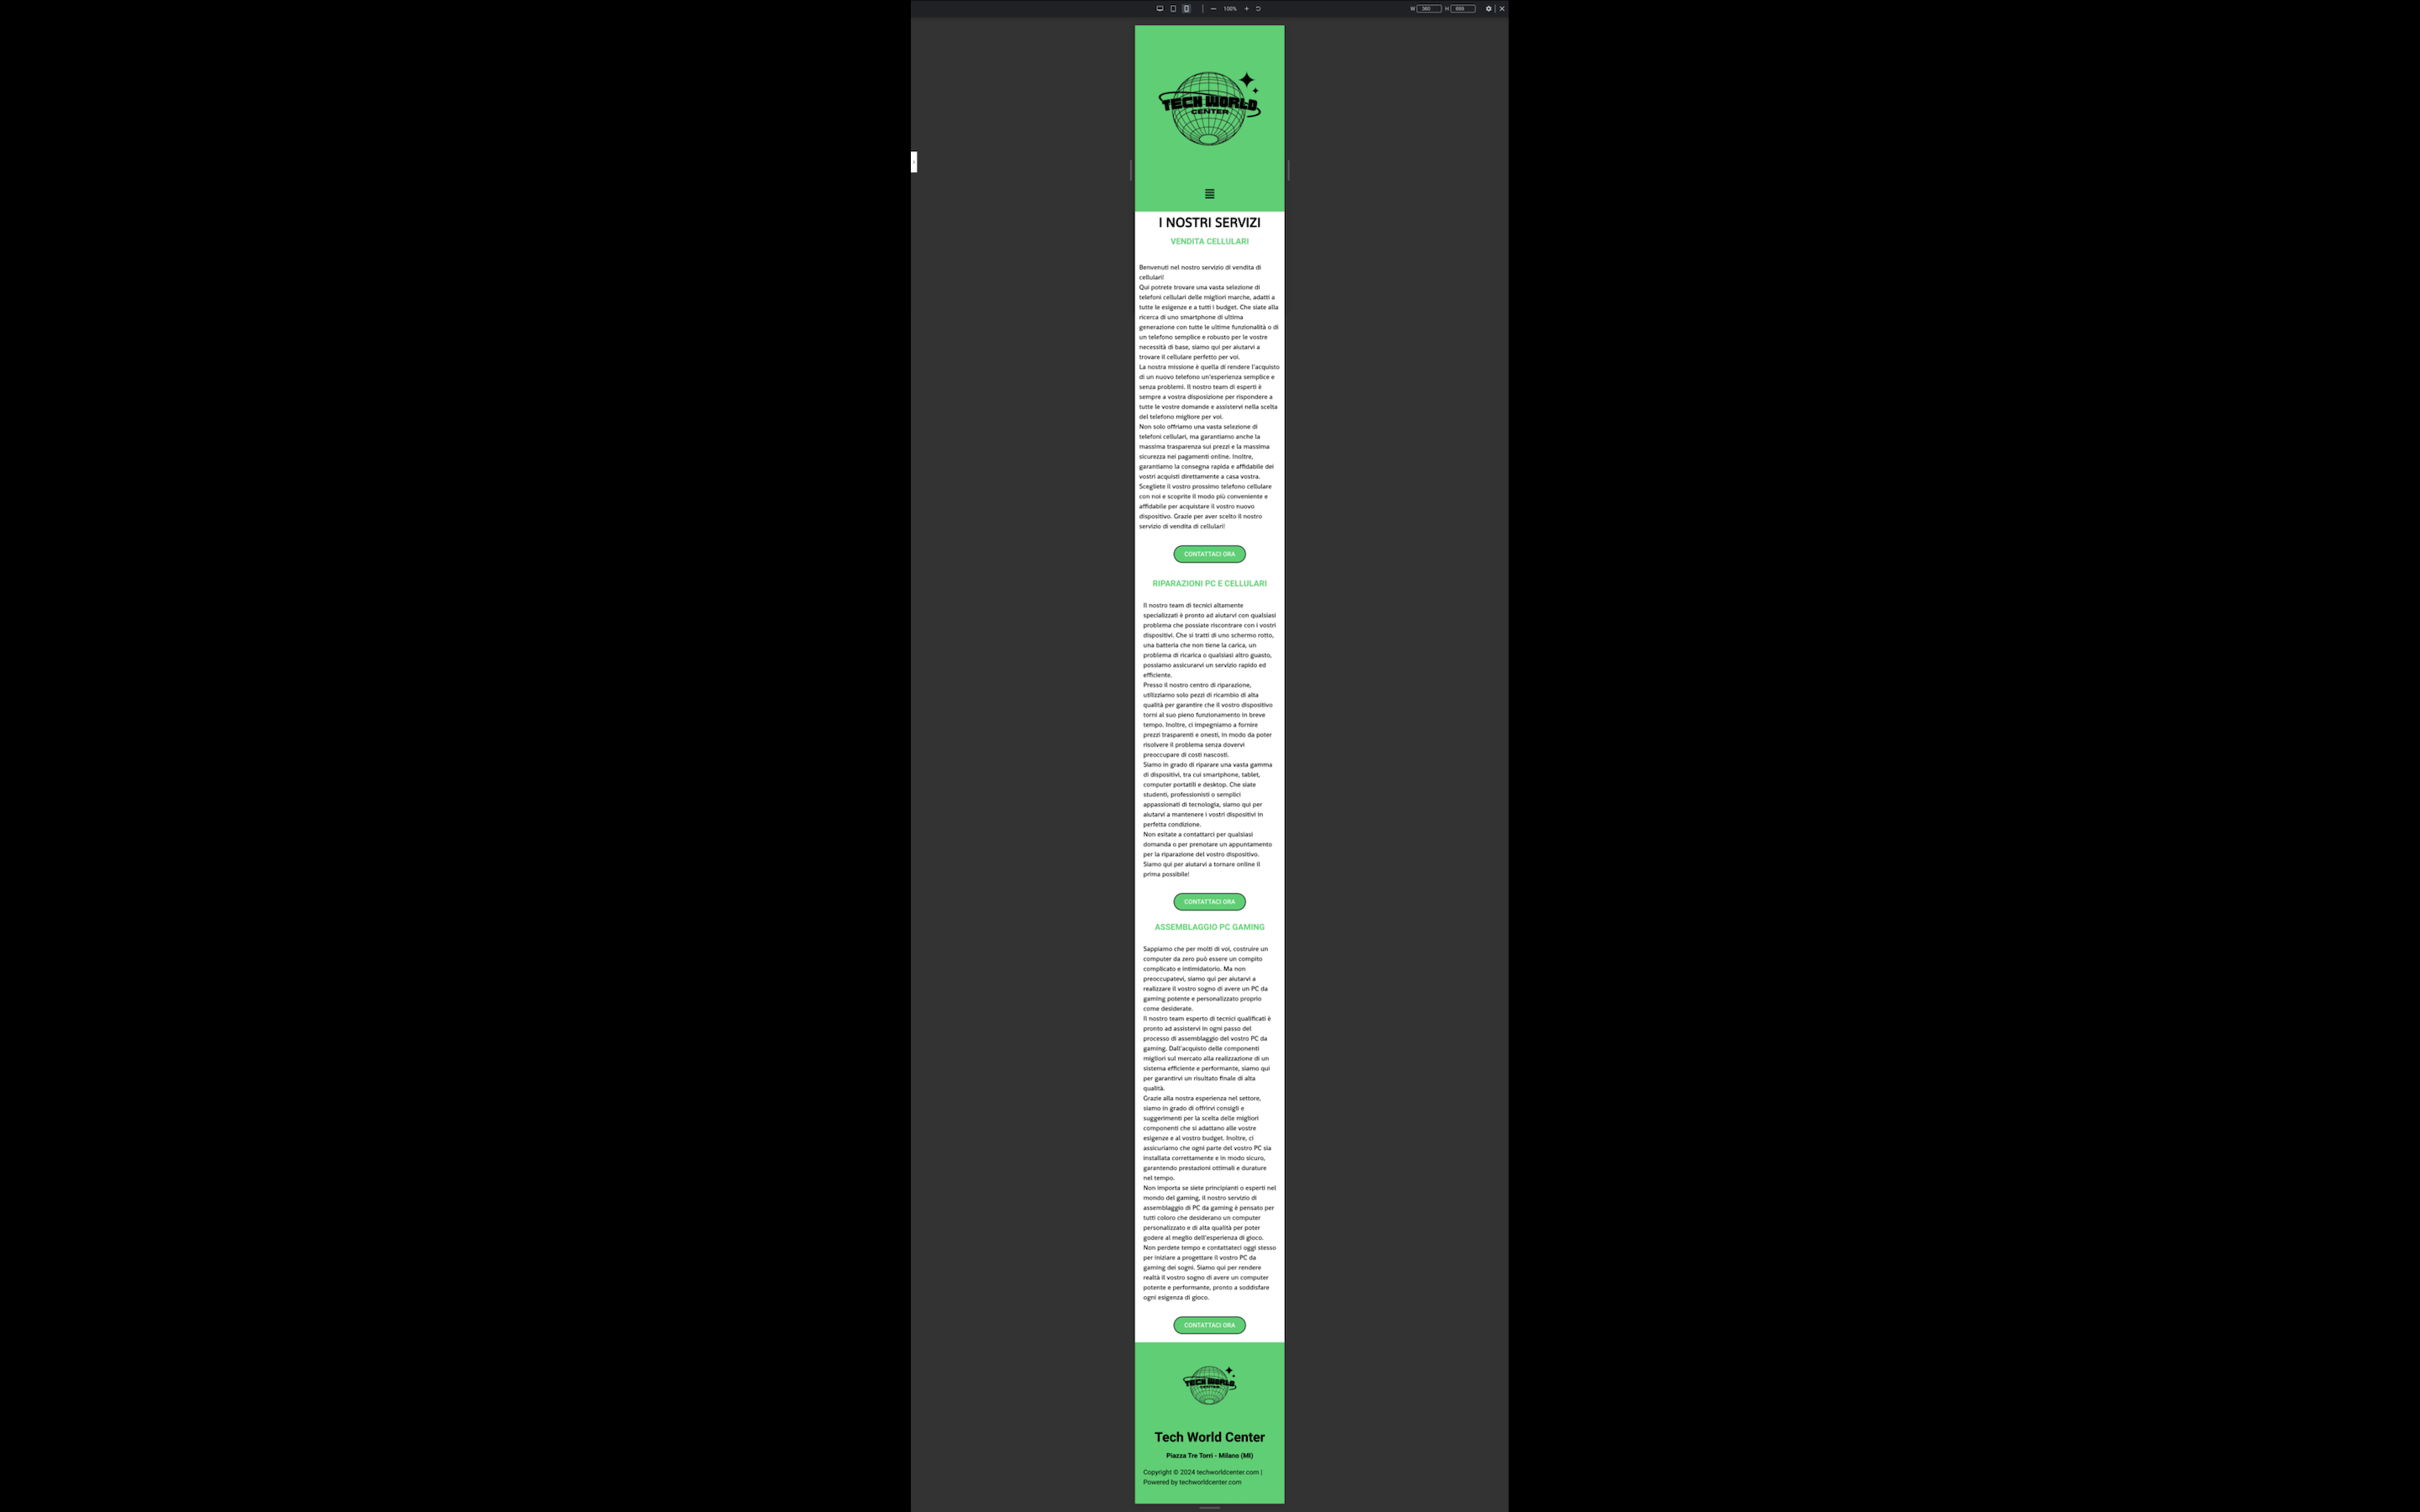 100%
W 360 H 656
TECH WORLD
CENTER
I NOSTRI SERVIZI
VENDITA CELLULARI
Benvenuti nel nostro servizio di vendita di
cellulari!
Qui potrete trovare una vasta selezione di
telefoni cellulari delle migliori marche, adatti a
tutte le esigenze e a tutti i budget. Che siate alla
ricerca di uno smartphone di ultima
generazione con tutte le ultime funzionalità o di
un telefono semplice e robusto per le vostre
necessità di base, siamo qui per aiutarvi a
trovare il cellulare perfetto per voi.
La nostra missione è quella di rendere l'acquisto
di un nuovo telefono un'esperienza semplice e
senza problemi. Il nostro team di esperti è
sempre a vostra disposizione per rispondere a
tutte le vostre domande e assistervi nella scelta
del telefono migliore per voi.
Non solo offriamo una vasta selezione di
telefoni cellulari, ma garantiamo anche la
massima trasparenza sui prezzi e la massima
sicurezza nei pagamenti online. Inoltre,
garantiamo la consegna rapida e affidabile dei
vostri acquisti direttamente a casa vostra.
Scegliete il vostro prossimo telefono cellulare
con noi e scoprite il modo più conveniente e
affidabile per acquistare il vostro nuovo
dispositivo. Grazie per aver scelto il nostro
servizio di vendita di cellulari!
CONTATTACI ORA
RIPARAZIONI PC E CELLULARI
Il nostro team di tecnici altamente
specializzati è pronto ad aiutarvi con qualsiasi
problema che possiate riscontrare con i vostri
dispositivi. Che si tratti di uno schermo rotto,
una batteria che non tiene la carica, un
problema di ricarica o qualsiasi altro guasto,
possiamo assicurarvi un servizio rapido ed
efficiente.
Presso il nostro centro di riparazione,
utilizziamo solo pezzi di ricambio di alta
qualità per garantire che il vostro dispositivo
torni al suo pieno funzionamento in breve
tempo. Inoltre, ci impegniamo a fornire
prezzi trasparenti e onesti, in modo da poter
risolvere il problema senza dovervi
preoccupare di costi nascosti.
Siamo in grado di riparare una vasta gamma
di dispositivi, tra cui smartphone, tablet,
computer portatili e desktop. Che siate
studenti, professionisti o semplici
appassionati di tecnologia, siamo qui per
aiutarvi a mantenere i vostri dispositivi in
perfetta condizione.
Non esitate a contattarci per qualsiasi
domanda o per prenotare un appuntamento
per la riparazione del vostro dispositivo.
Siamo qui per aiutarvi a tornare online il
prima possibile!
CONTATTACI ORA
ASSEMBLAGGIO PC GAMING
Sappiamo che per molti di voi, costruire un
computer da zero può essere un compito
complicato e intimidatorio. Ma non
preoccupatevi, siamo qui per aiutarvi a
realizzare il vostro sogno di avere un PC da
gaming potente e personalizzato proprio
come desiderate.
Il nostro team esperto di tecnici qualificati è
pronto ad assistervi in ogni passo del
processo di assemblaggio del vostro PC da
gaming. Dall'acquisto delle componenti
migliori sul mercato alla realizzazione di un
sistema efficiente e performante, siamo qui
per garantirvi un risultato finale di alta
qualità.
Grazie alla nostra esperienza nel settore,
siamo in grado di offrirvi consigli e
suggerimenti per la scelta delle migliori
componenti che si adattano alle vostre
esigenze e al vostro budget. Inoltre, ci
assicuriamo che ogni parte del vostro PC sia
installata correttamente e in modo sicuro,
garantendo prestazioni ottimali e durature
nel tempo.
Non importa se siete principianti o esperti nel
mondo del gaming, il nostro servizio di
assemblaggio di PC da gaming è pensato per
tutti coloro che desiderano un computer
personalizzato e di alta qualità per poter
godere al meglio dell'esperienza di gioco.
Non perdete tempo e contattateci oggi stesso
per iniziare a progettare il vostro PC da
gaming dei sogni. Siamo qui per rendere
realtà il vostro sogno di avere un computer
potente e performante, pronto a soddisfare
ogni esigenza di gioco.
CONTATTACI ORA
TECH WORLD
CENTER
Tech World Center
Piazza Tre Torri - Milano (MI)
Copyright © 2024 techworldcenter.com |
Powered by techworldcenter.com